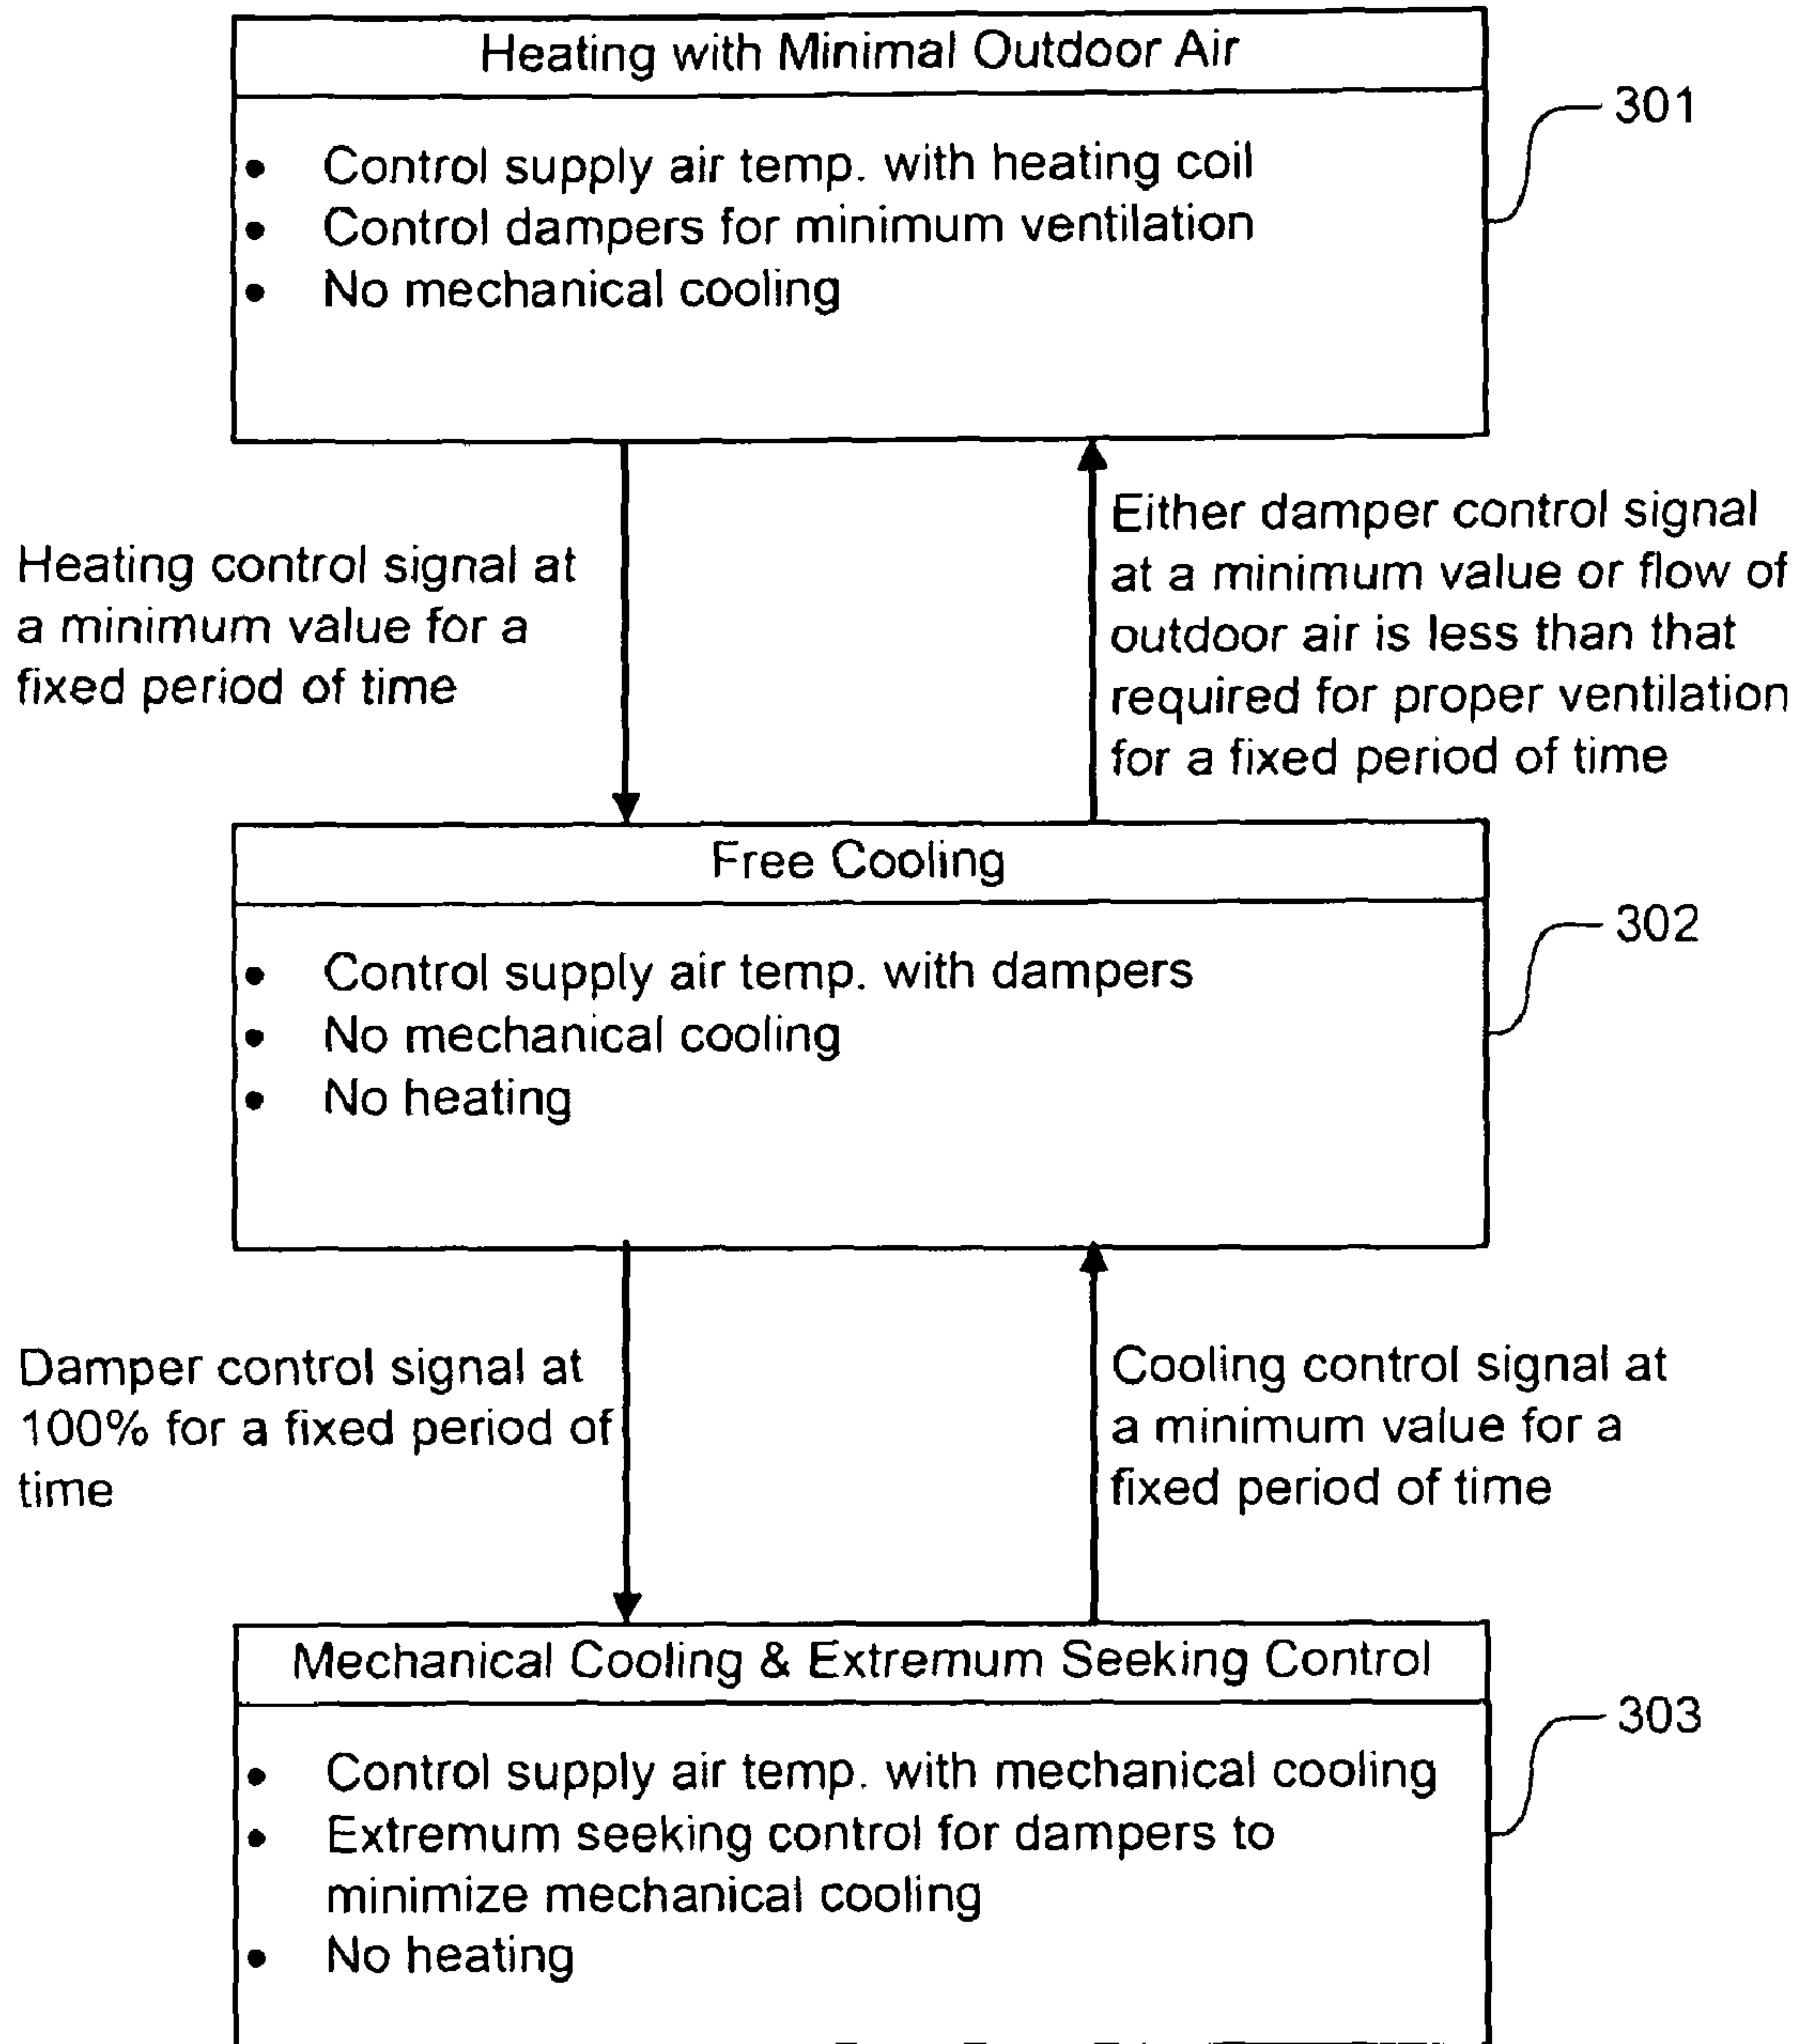 Heating with Minimal Outdoor Air
301
• Control supply air temp. with heating coil
• Control dampers for minimum ventilation
• No mechanical cooling
Heating control signal at
a minimum value for a
fixed period of time
Either damper control signal
at a minimum value or flow of
outdoor air is less than that
required for proper ventilation
for a fixed period of time
Free Cooling
302
• Control supply air temp. with dampers
• No mechanical cooling
• No heating
Damper control signal at
100% for a fixed period of
time
Cooling control signal at
a minimum value for a
fixed period of time
Mechanical Cooling & Extremum Seeking Control
303
• Control supply air temp. with mechanical cooling
• Extremum seeking control for dampers to
minimize mechanical cooling
• No heating